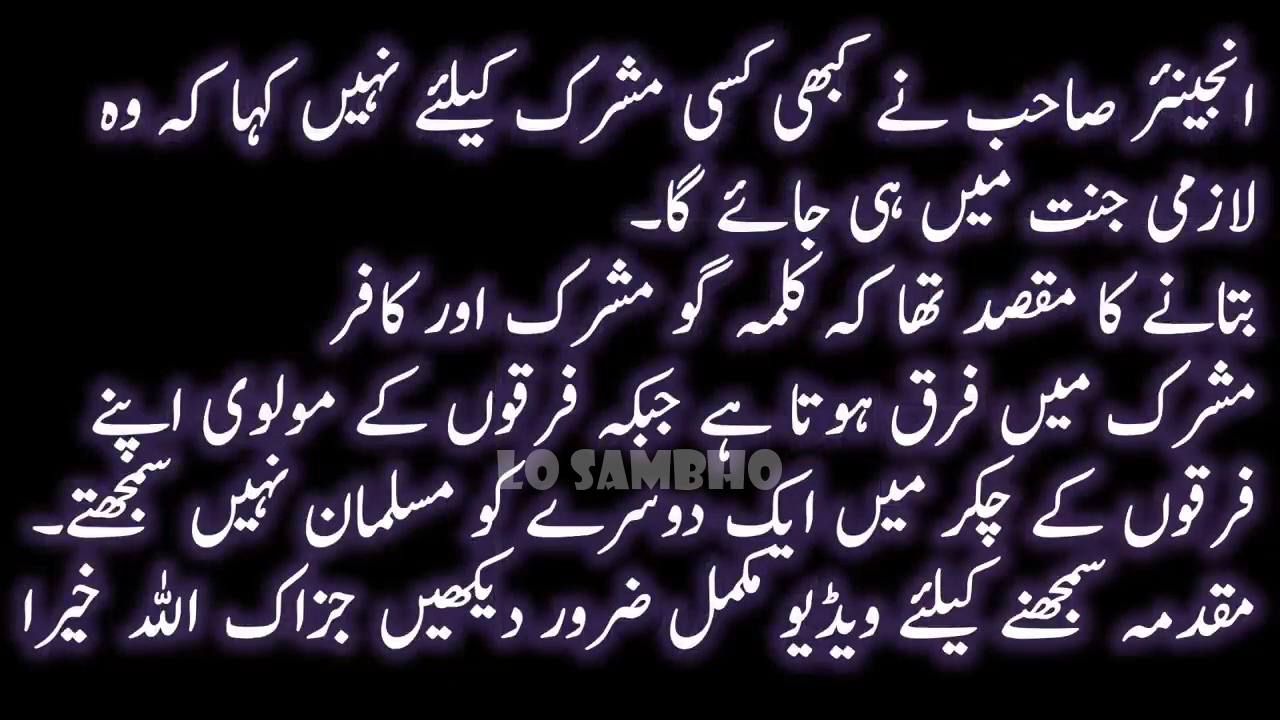 انجینئر صاحب نے کبھی کسی مشرک کیلئے نہیں کہا کہ وہ
لازمی جنت میں ہی جائے گا۔
بتانے کا مقصد تھا کہ کلمہ گو مشرک اور کافر
مشرک میں فرق ہوتا ہے جبکہ فرقوں کے مولوی اپنے
LO SAMBHO
فرقوں کے چکر میں ایک دوسرے کو مسلمان نہیں سمجھتے۔
مقدمہ سمجھنے کیلئے ویڈیو مکمل ضرور دیکھیں جزاک اللہ خیرا